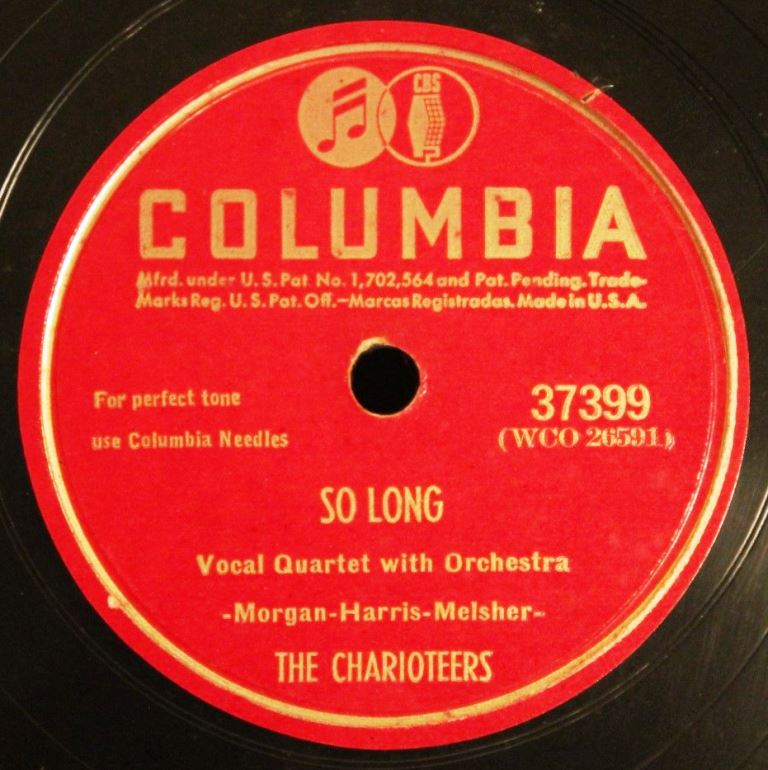 CBS
COLUMBIA
Mfrd. under U.S. Pat. No. 1,702,564 and Pat. Pending. Trade-
Marks Reg. U.S. Pat. Off.—Marcas Registradas. Made in U.S.A.
For perfect tone
use Columbia Needles
37399
(WCO 26591)
SO LONG
Vocal Quartet with Orchestra
-Morgan-Harris-Melsher-
THE CHARIOTEERS